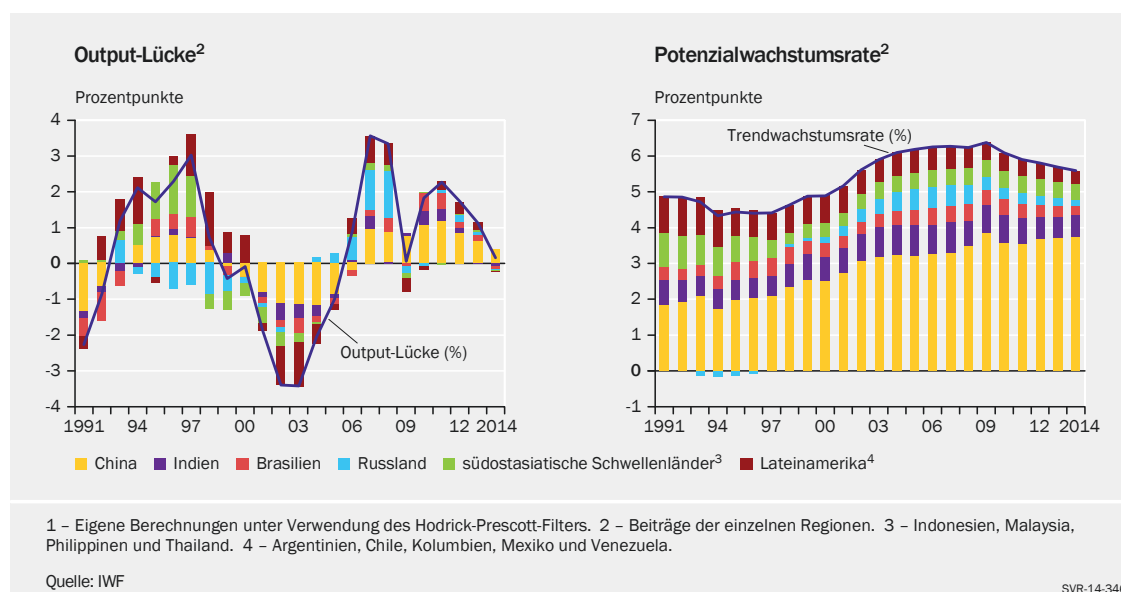 Output-Lücke2
Prozentpunkte
4
3
2
1
0
-1
-2
-3
-4
Output-Lücke (%)
1991 94 97 00 03 06 09 12 2014
Potenzialwachstumsrate2
Prozentpunkte
7
6
5
4
3
2
1
0
-1
Trendwachstumsrate (%)
1991 94 97 00 03 06 09 12 2014
China Indien Brasilien Russland südostasiatische Schwellenländer3 Lateinamerika4
1 – Eigene Berechnungen unter Verwendung des Hodrick-Prescott-Filters. 2 – Beiträge der einzelnen Regionen. 3 – Indonesien, Malaysia,
Philippinen und Thailand. 4 – Argentinien, Chile, Kolumbien, Mexiko und Venezuela.
Quelle: IWF